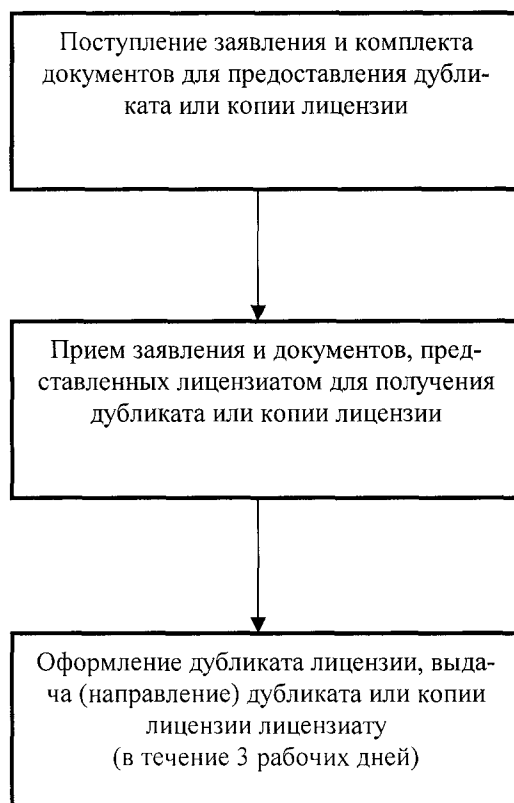 Поступление заявления и комплекта
документов для предоставления дубли-
ката или копии лицензии
Прием заявления и документов, пред-
ставленных лицензиатом для получения
дубликата или копии лицензии
Оформление дубликата лицензии, выда-
ча (направление) дубликата или копии
лицензии лицензиату
(в течение 3 рабочих дней)